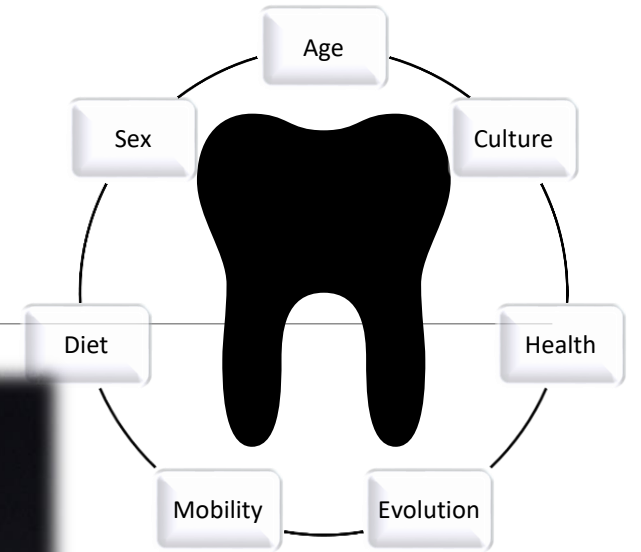 Age
Sex
Culture
Diet
Health
Mobility
Evolution